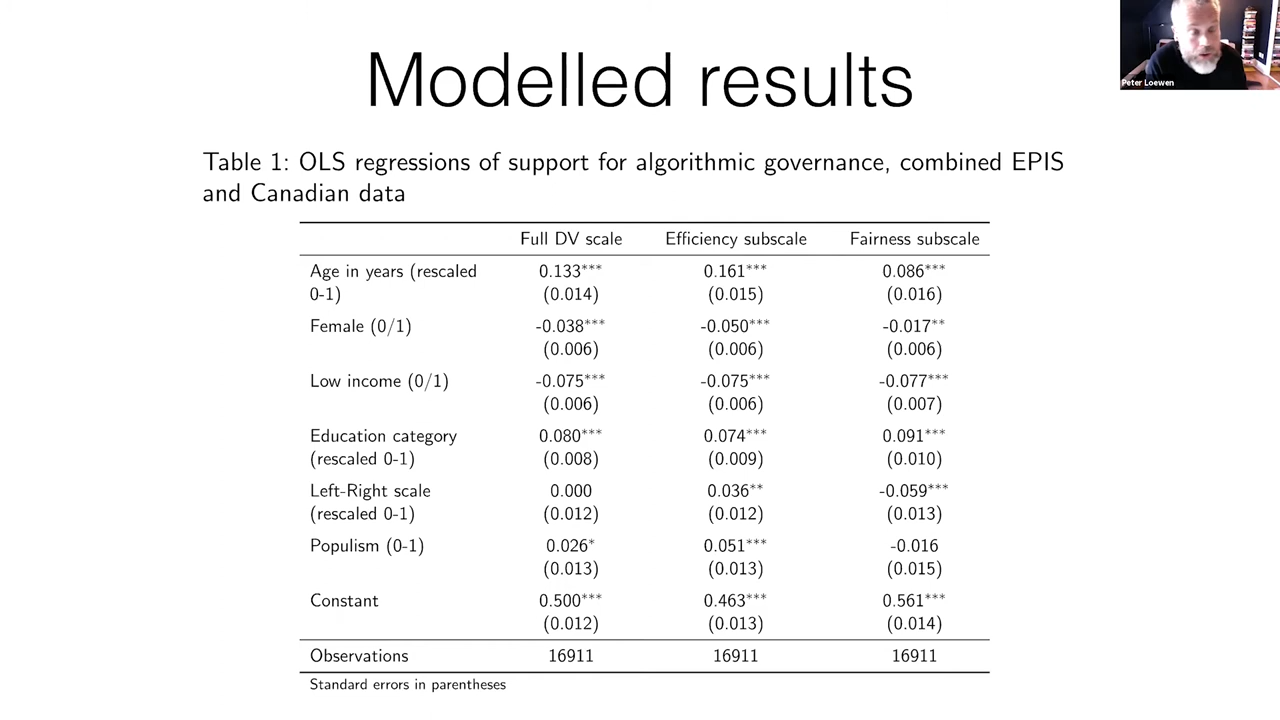 Modelled results
Peter Loewen
Table 1: OLS regressions of support for algorithmic governance, combined EPIS
and Canadian data
Full DV scale Efficiency subscale Fairness subscale
Age in years (rescaled 0.133*** 0.161*** 0.086***
0-1) (0.014) (0.015) (0.016)
Female (0/1) -0.038*** -0.050*** -0.017**
(0.006) (0.006) (0.006)
Low income (0/1) -0.075*** -0.075*** -0.077***
(0.006) (0.006) (0.007)
Education category 0.080*** 0.074*** 0.091***
(rescaled 0-1) (0.008) (0.009) (0.010)
Left-Right scale 0.000 0.036** -0.059***
(rescaled 0-1) (0.012) (0.012) (0.013)
Populism (0-1) 0.026* 0.051*** -0.016
(0.013) (0.013) (0.015)
Constant 0.500*** 0.463*** 0.561***
(0.012) (0.013) (0.014)
Observations 16911 16911 16911
Standard errors in parentheses